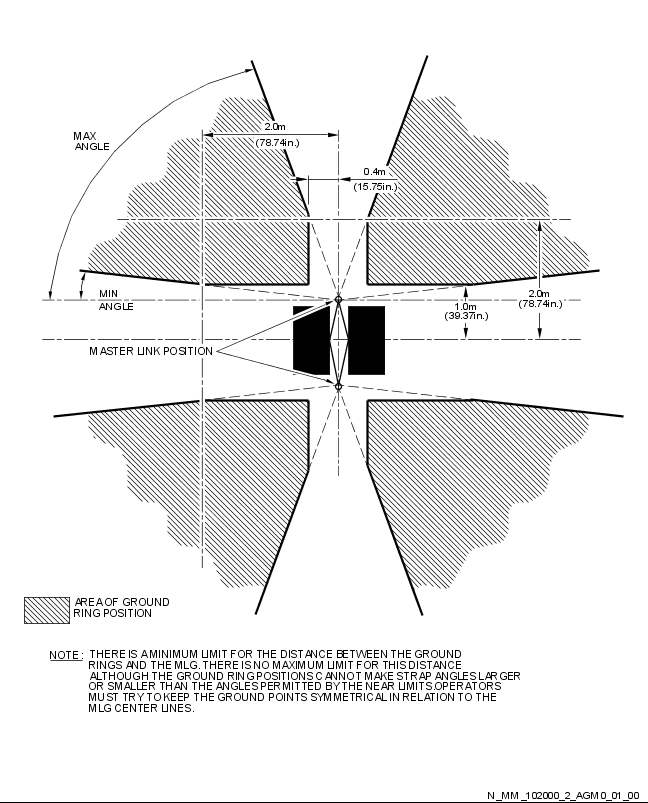 2.0m
(78.74in.)
MAX
ANGLE
0.4m
(15.75in.)
MIN
ANGLE
1.0m
(39.37in.)
2.0m
(78.74in.)
MASTER LINK POSITION
AREA OF GROUND
RING POSITION
NOTE: THERE IS A MINIMUM LIMIT FOR THE DISTANCE BETWEEN THE GROUND
RINGS AND THE MLG. THERE IS NO MAXIMUM LIMIT FOR THIS DISTANCE
ALTHOUGH THE GROUND RING POSITIONS CANNOT MAKE STRAP ANGLES LARGER
OR SMALLER THAN THE ANGLES PERMITTED BY THE NEAR LIMITS.OPERATORS
MUST TRY TO KEEP THE GROUND POINTS SYMMETRICAL IN RELATION TO THE
MLG CENTER LINES.
N_MM_102000_2_AGM0_01_00